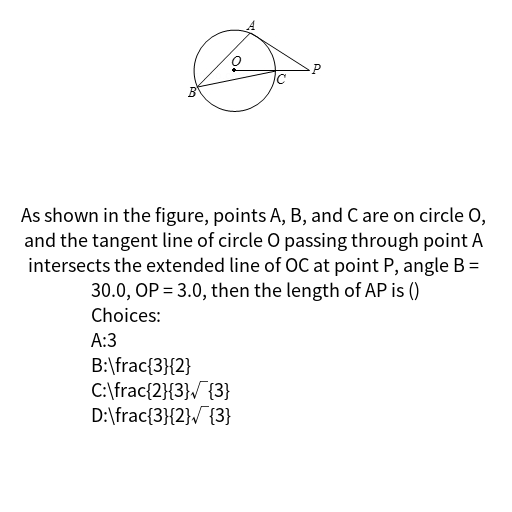 A
O
P
C
B
As shown in the figure, points A, B, and C are on circle O,
and the tangent line of circle O passing through point A
intersects the extended line of OC at point P, angle B =
30.0, OP = 3.0, then the length of AP is ()
Choices:
A:3
B:\frac{3}{2}
C:\frac{2}{3}√{3}
D:\frac{3}{2}√{3}